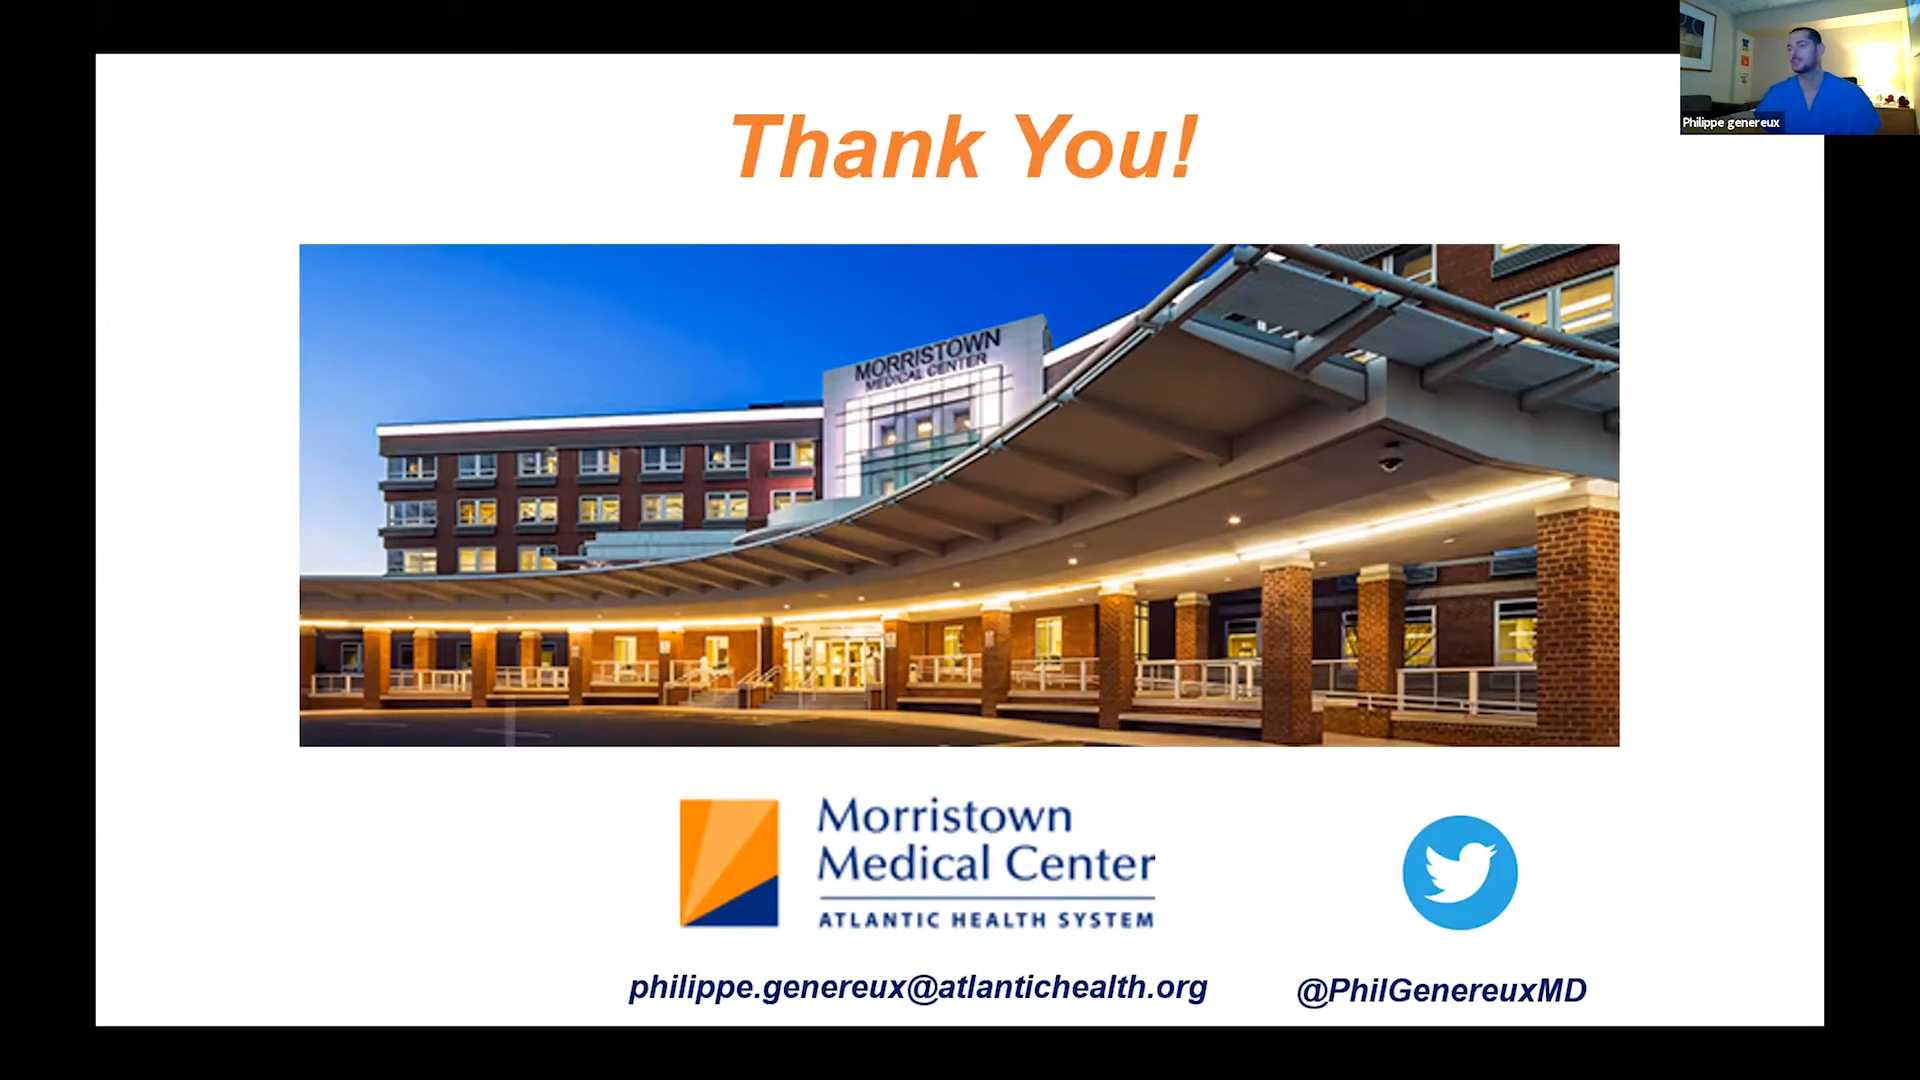 Thank You!
Philippe genereux
MORRISTOWN
MEDICAL CENTER
Morristown
Medical Center
ATLANTIC HEALTH SYSTEM
philippe.genereux@atlantichealth.org
@PhilGenereuxMD